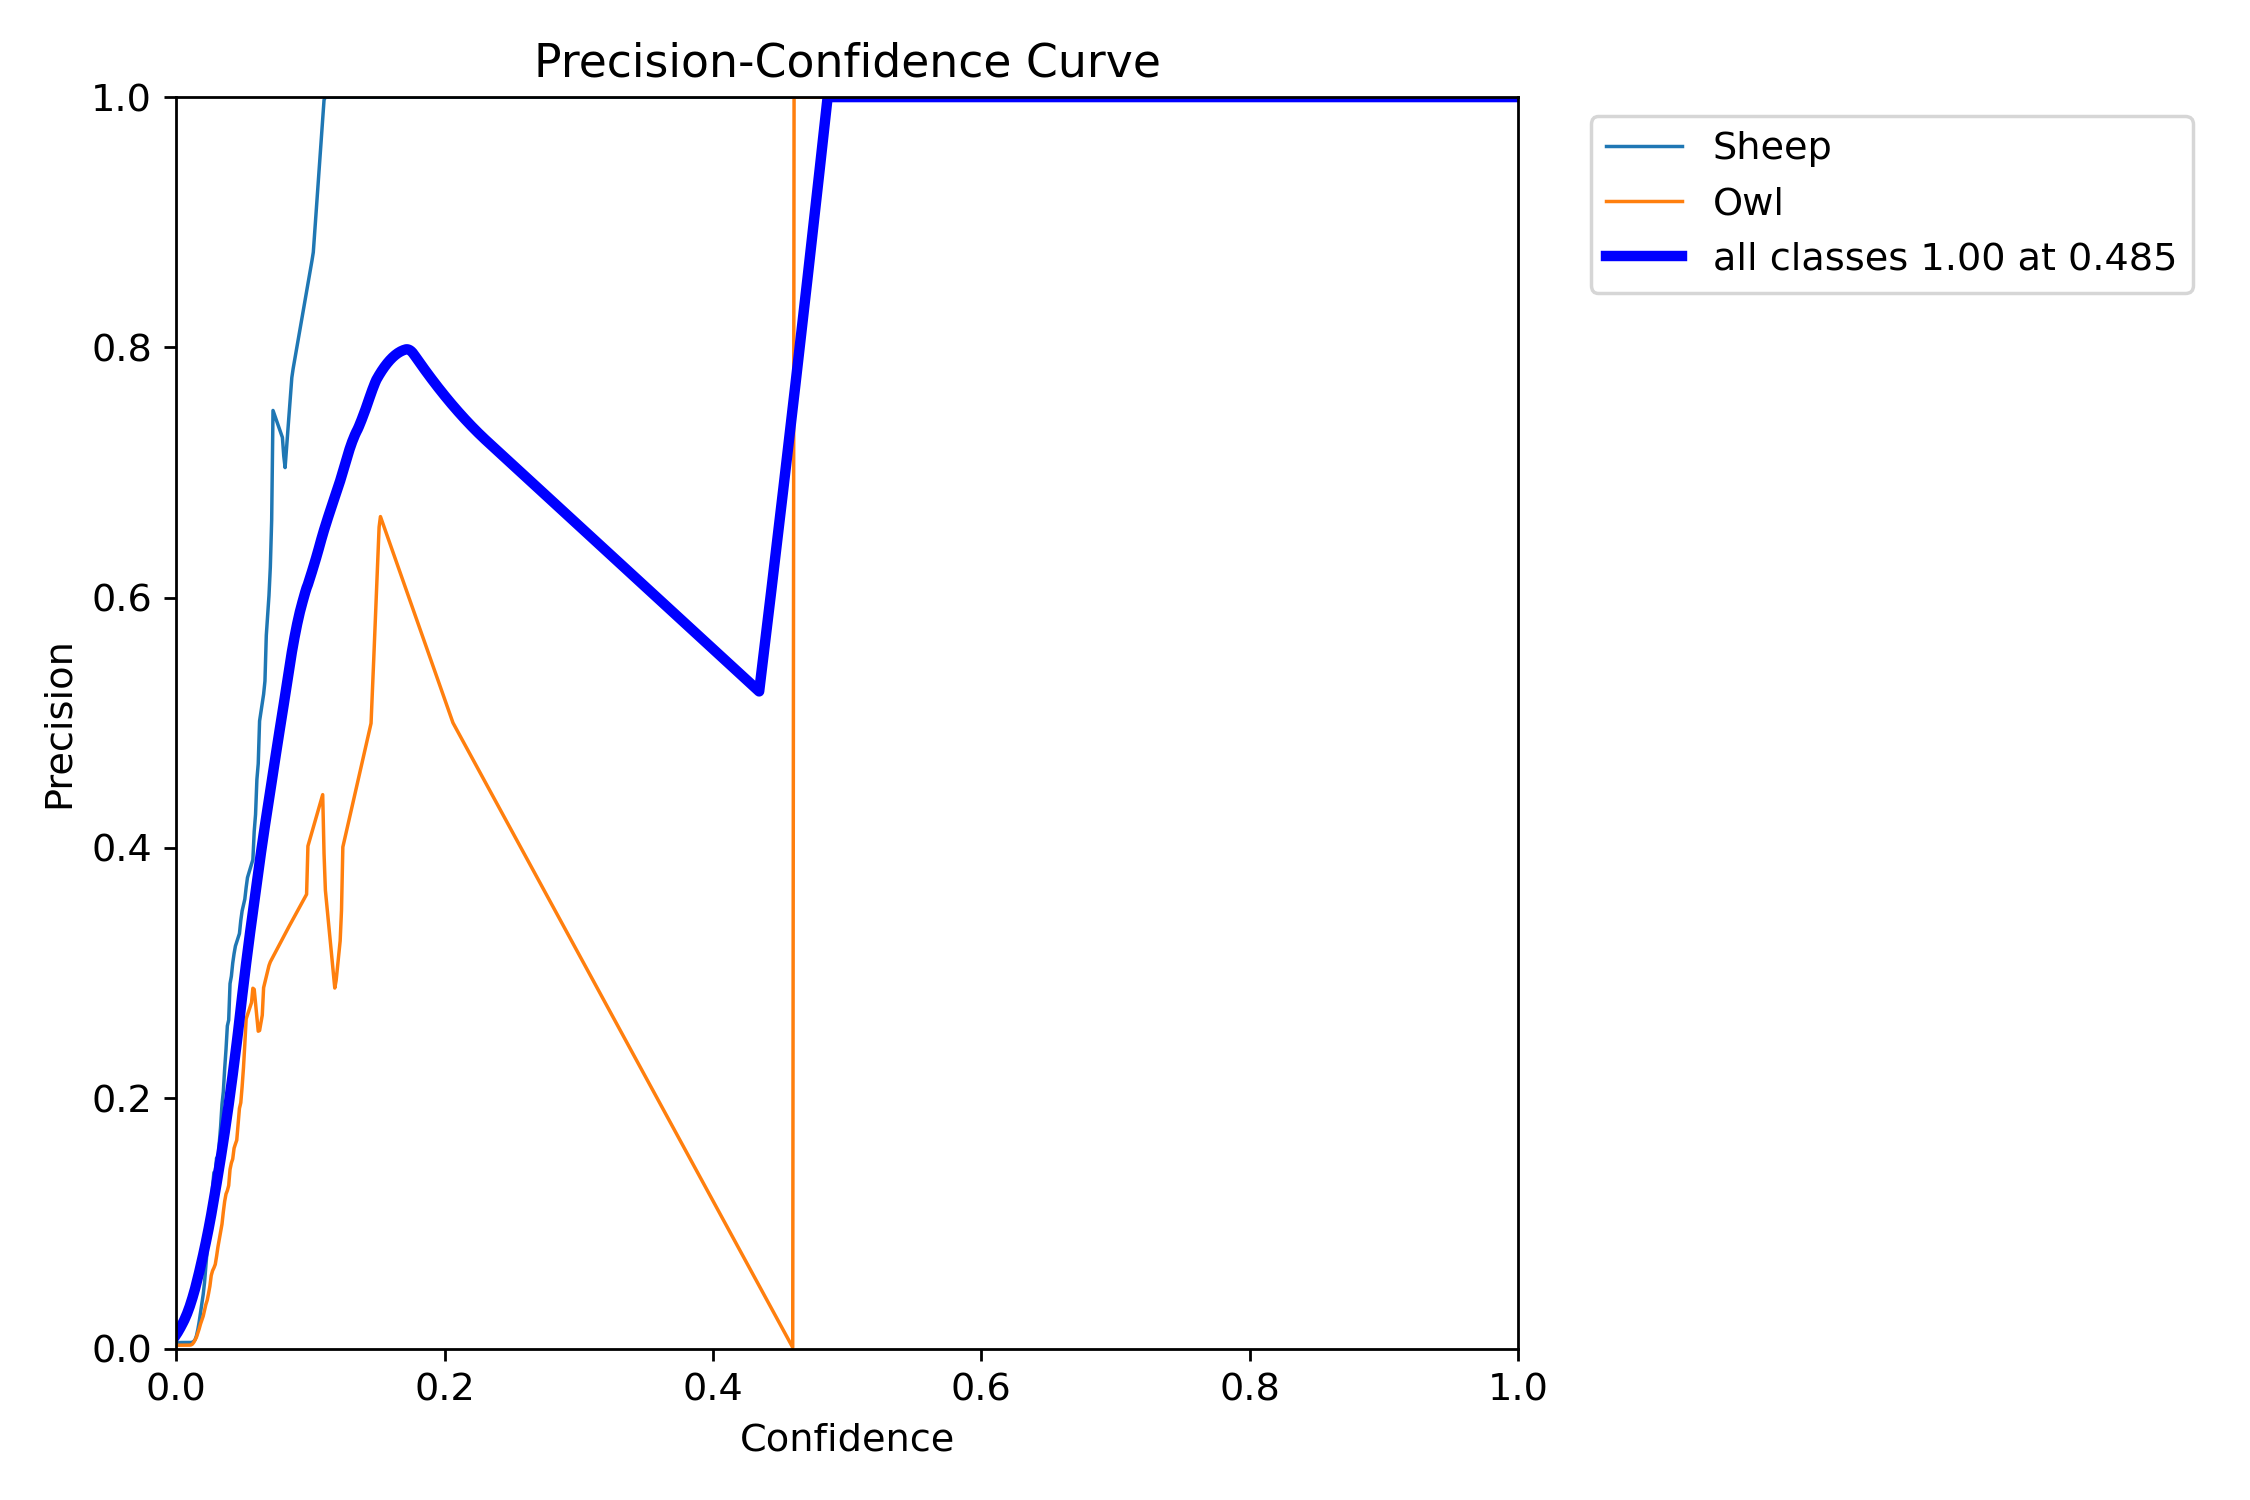 Precision-Confidence Curve
1.0
0.8
0.6
0.4
0.2
0.0
Precision
0.0 0.2 0.4 0.6 0.8 1.0
Confidence
Sheep
Owl
all classes 1.00 at 0.485